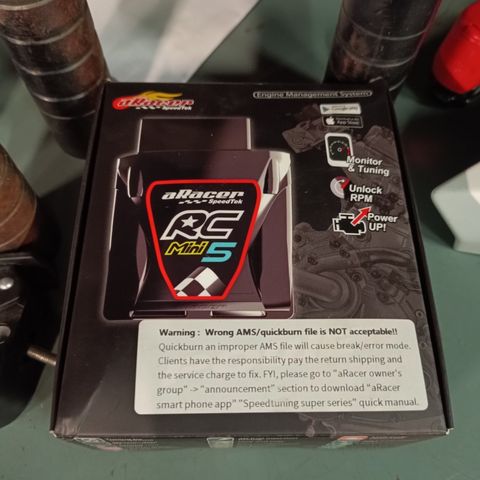 aRacer
SpeedTek
Engine Management System
Google play
App Store
Monitor
& Tuning
Unlock
RPM
Power
UP!
aRacer
SpeedTek
RC
Mini 5
Warning : Wrong AMS/quickburn file is NOT acceptable!!
Quickburn an improper AMS file will cause break/error mode.
Clients have the responsibility pay the return shipping and
the service charge to fix. FYI, please go to "aRacer owner's
group" -> "announcement" section to download "aRacer
smart phone app" "Speedtuning super series" quick manual.